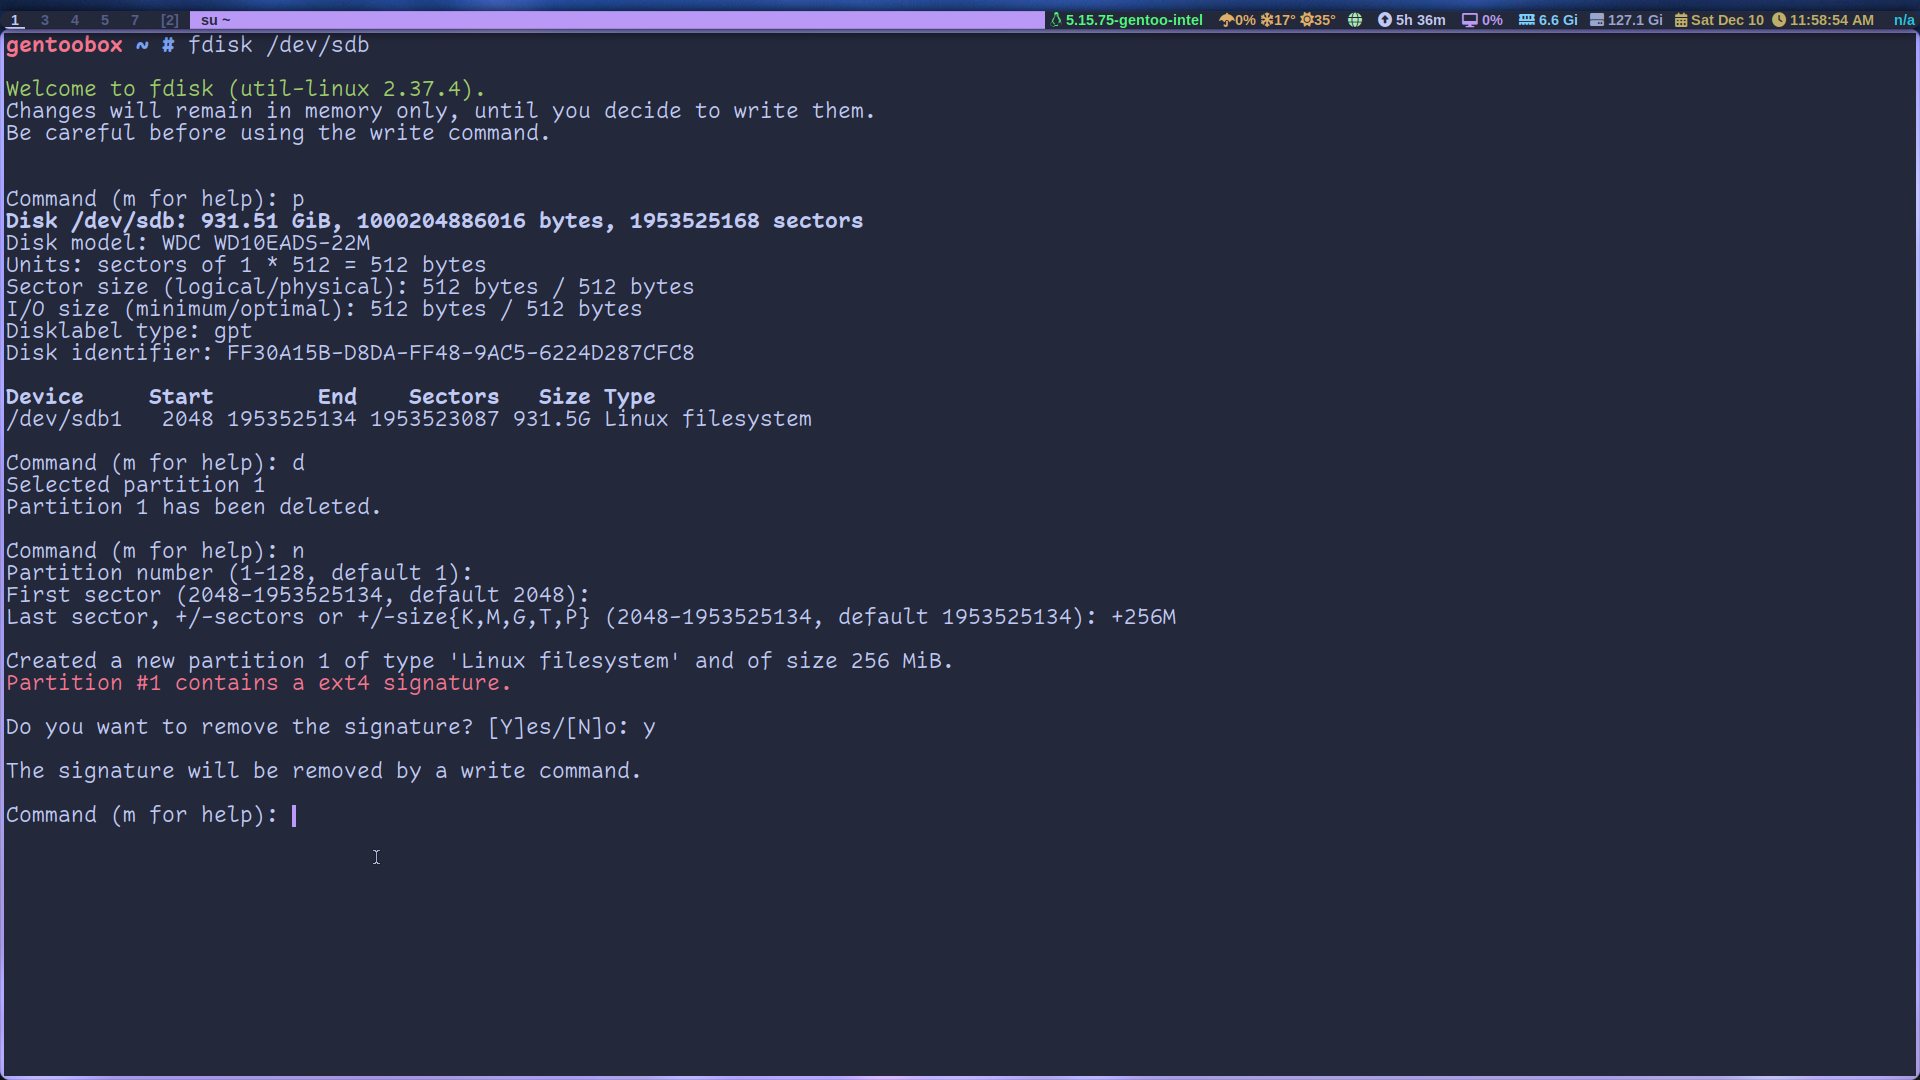 1 3 4 5 7 [2] su ~ 5.15.75-gentoo-intel 0% 17° 35° 5h 36m 0% 6.6 Gi 127.1 Gi Sat Dec 10 11:58:54 AM n/a
gentoobox ~ # fdisk /dev/sdb
Welcome to fdisk (util-linux 2.37.4).
Changes will remain in memory only, until you decide to write them.
Be careful before using the write command.
Command (m for help): p
Disk /dev/sdb: 931.51 GiB, 1000204886016 bytes, 1953525168 sectors
Disk model: WDC WD10EADS-22M
Units: sectors of 1 * 512 = 512 bytes
Sector size (logical/physical): 512 bytes / 512 bytes
I/O size (minimum/optimal): 512 bytes / 512 bytes
Disklabel type: gpt
Disk identifier: FF30A15B-D8DA-FF48-9AC5-6224D287CFC8
Device     Start        End    Sectors   Size Type
/dev/sdb1   2048 1953525134 1953523087 931.5G Linux filesystem
Command (m for help): d
Selected partition 1
Partition 1 has been deleted.
Command (m for help): n
Partition number (1-128, default 1):
First sector (2048-1953525134, default 2048):
Last sector, +/-sectors or +/-size{K,M,G,T,P} (2048-1953525134, default 1953525134): +256M
Created a new partition 1 of type 'Linux filesystem' and of size 256 MiB.
Partition #1 contains a ext4 signature.
Do you want to remove the signature? [Y]es/[N]o: y
The signature will be removed by a write command.
Command (m for help):